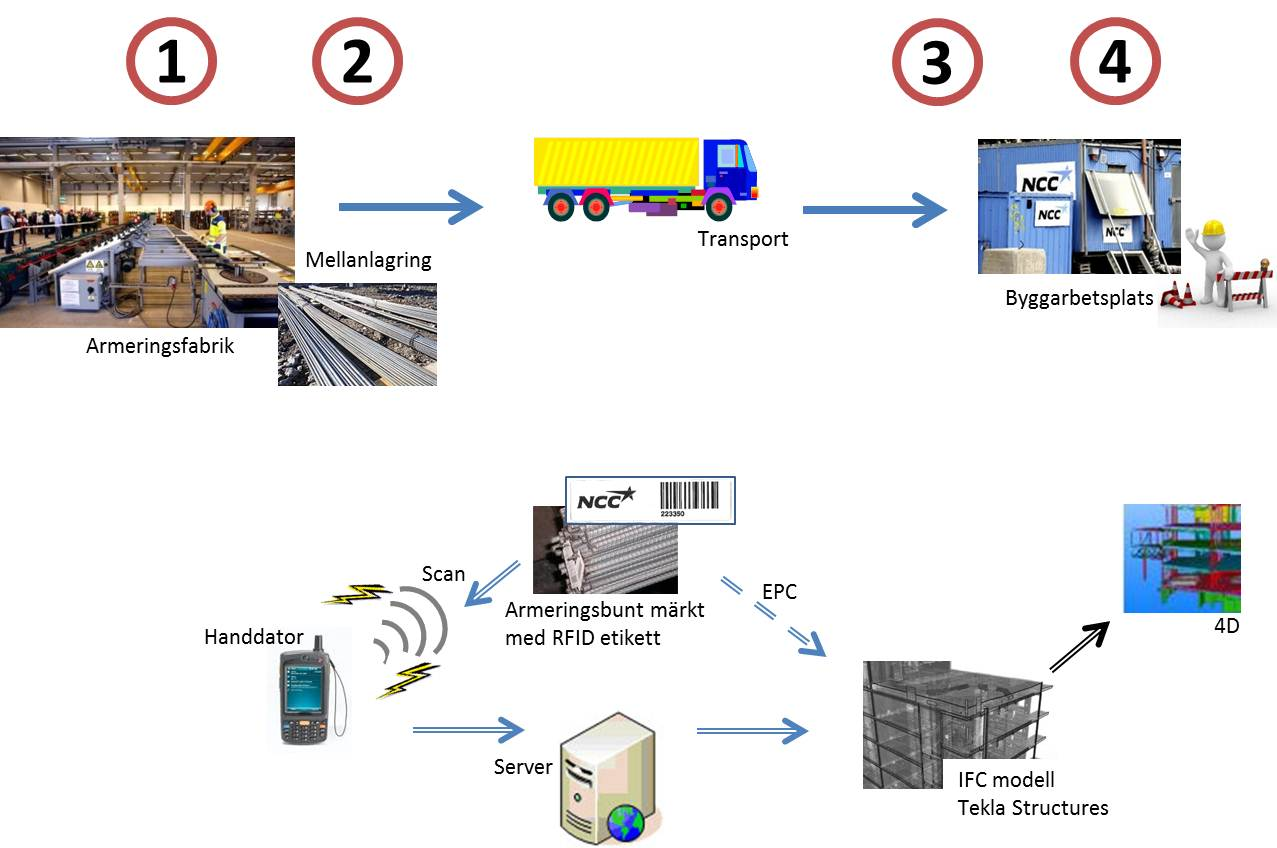 1
2
3
4
NCC
NCC
NCC
Transport
Mellanlagring
Byggarbetsplats
Armeringsfabrik
NCC
223350
Scan
EPC
Armeringsbunt märkt
med RFID etikett
Handdator
4D
Server
IFC modell
Tekla Structures